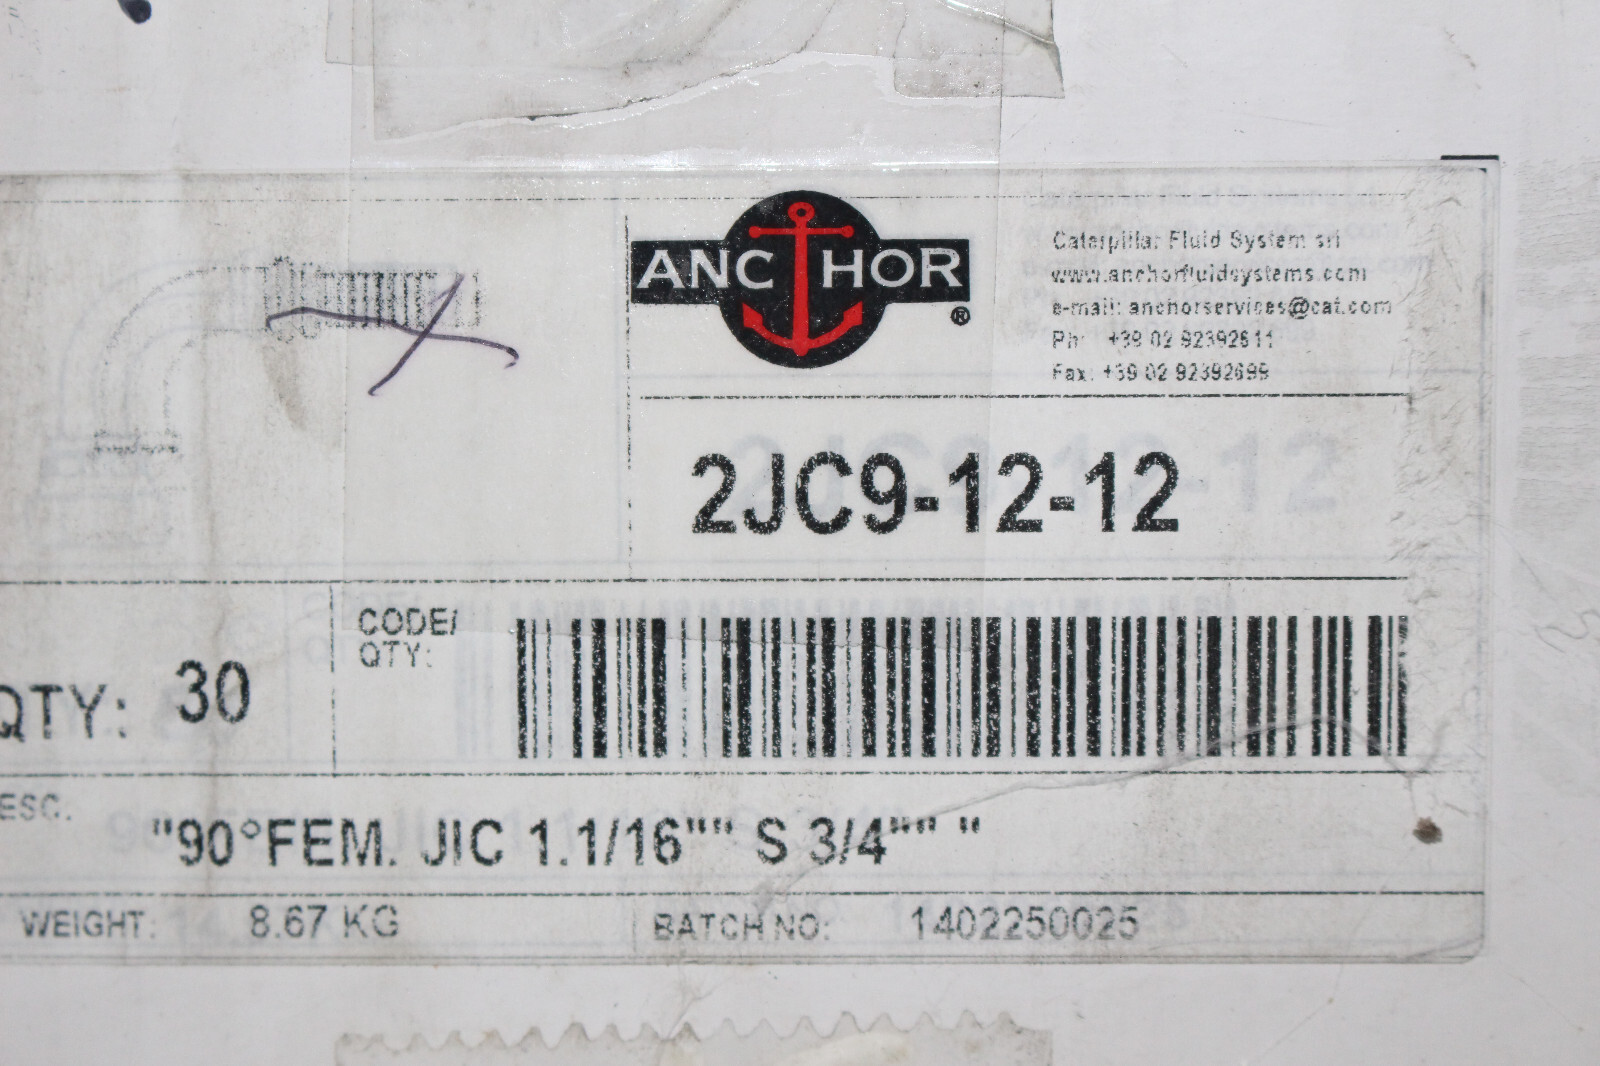 ANCHOR
®
Caterpillar Fluid System srl
www.anchorfluidsystems.com
e-mail: anchorservices@cat.com
Ph: +39 02 92392611
Fax: +39 02 92392699
2JC9-12-12
QTY: 30
CODE/
QTY:
ESC.
"90°FEM. JIC 1.1/16"" S 3/4"" "
WEIGHT: 8.67 KG
BATCH NO: 1402250025